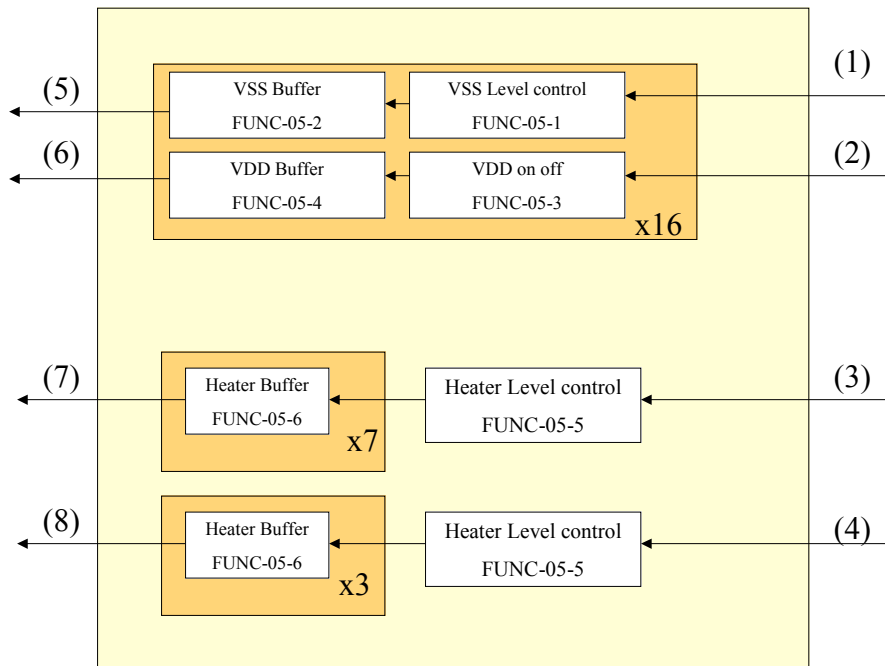 (1)
(5)
VSS Buffer
FUNC-05-2
VSS Level control
FUNC-05-1
(6)
VDD Buffer
FUNC-05-4
VDD on off
FUNC-05-3
(2)
x16
(7)
Heater Buffer
FUNC-05-6
x7
Heater Level control
FUNC-05-5
(3)
(8)
Heater Buffer
FUNC-05-6
x3
Heater Level control
FUNC-05-5
(4)